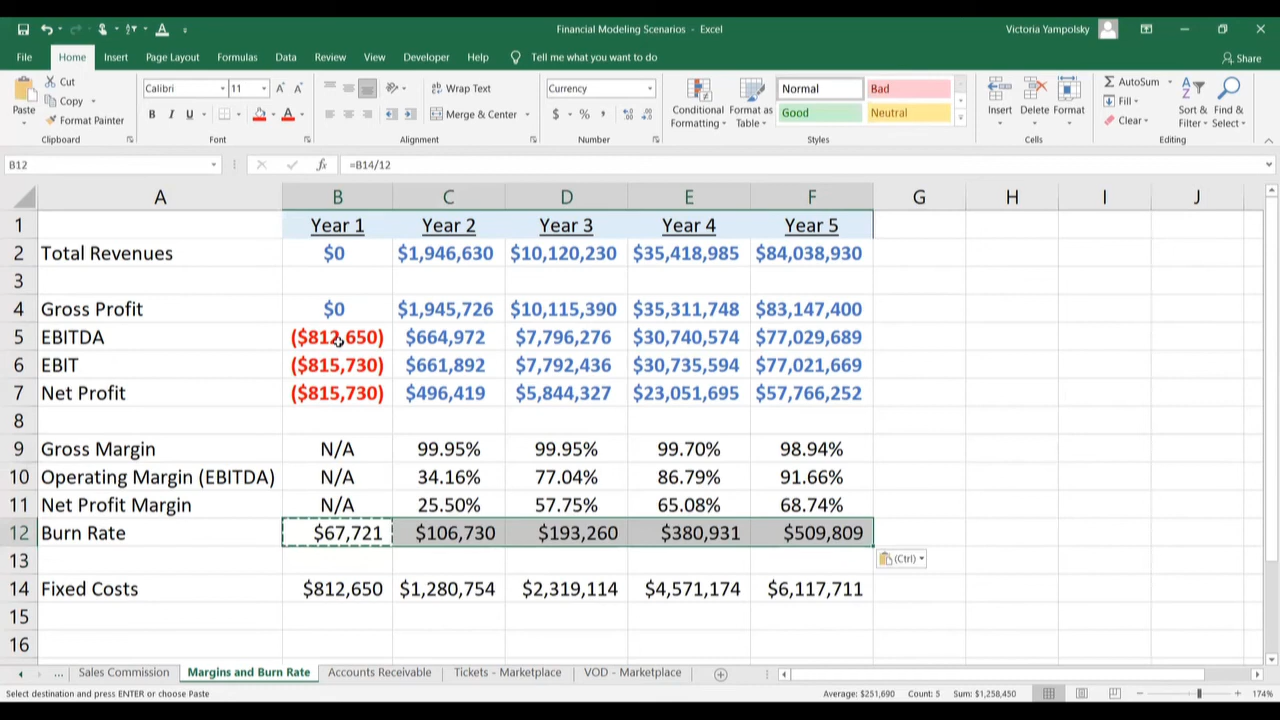 Financial Modeling Scenarios - Excel
Victoria Yampolsky
File Home Insert Page Layout Formulas Data Review View Developer Help Tell me what you want to do Share
Paste
Cut
Copy
Format Painter
Clipboard
Calibri 11
B I U
Font
Wrap Text
Merge & Center
Alignment
Currency
$ % ,
Number
Conditional Formatting
Format as Table
Normal Bad
Good Neutral
Styles
Insert Delete Format
Cells
AutoSum
Fill
Clear
Sort & Filter
Find & Select
Editing
B12 fx =B14/12
A B C D E F G H I J
1 Year 1 Year 2 Year 3 Year 4 Year 5
2 Total Revenues $0 $1,946,630 $10,120,230 $35,418,985 $84,038,930
3
4 Gross Profit $0 $1,945,726 $10,115,390 $35,311,748 $83,147,400
5 EBITDA ($812,650) $664,972 $7,796,276 $30,740,574 $77,029,689
6 EBIT ($815,730) $661,892 $7,792,436 $30,735,594 $77,021,669
7 Net Profit ($815,730) $496,419 $5,844,327 $23,051,695 $57,766,252
8
9 Gross Margin N/A 99.95% 99.95% 99.70% 98.94%
10 Operating Margin (EBITDA) N/A 34.16% 77.04% 86.79% 91.66%
11 Net Profit Margin N/A 25.50% 57.75% 65.08% 68.74%
12 Burn Rate $67,721 $106,730 $193,260 $380,931 $509,809
13 (Ctrl)
14 Fixed Costs $812,650 $1,280,754 $2,319,114 $4,571,174 $6,117,711
15
16
... Sales Commission Margins and Burn Rate Accounts Receivable Tickets - Marketplace VOD - Marketplace
Select destination and press ENTER or choose Paste Average: $251,690 Count: 5 Sum: $1,258,450 174%